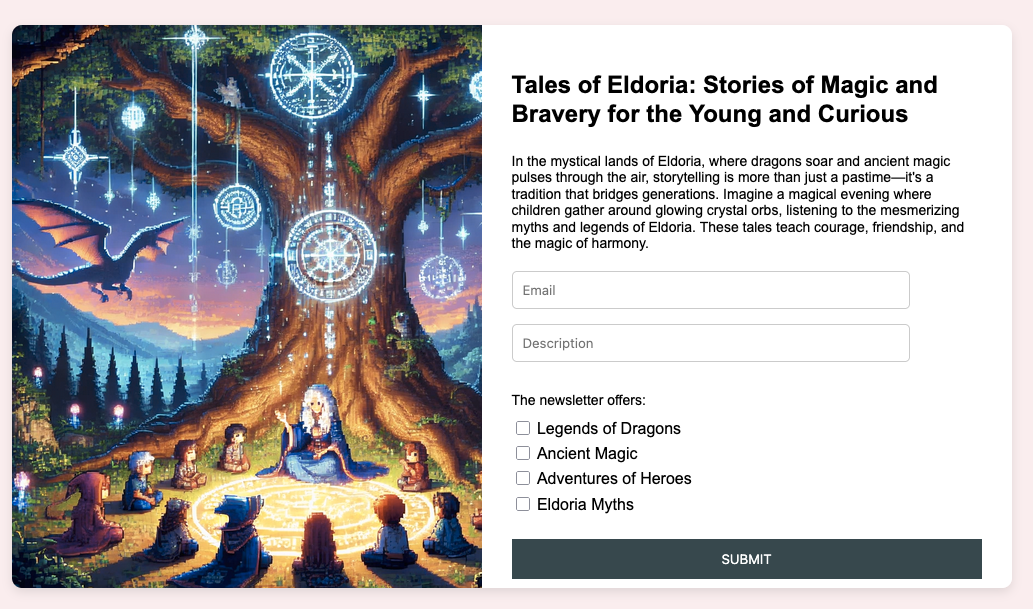 Tales of Eldoria: Stories of Magic and
Bravery for the Young and Curious
In the mystical lands of Eldoria, where dragons soar and ancient magic
pulses through the air, storytelling is more than just a pastime—it's a
tradition that bridges generations. Imagine a magical evening where
children gather around glowing crystal orbs, listening to the mesmerizing
myths and legends of Eldoria. These tales teach courage, friendship, and
the magic of harmony.
Email
Description
The newsletter offers:
Legends of Dragons
Ancient Magic
Adventures of Heroes
Eldoria Myths
SUBMIT